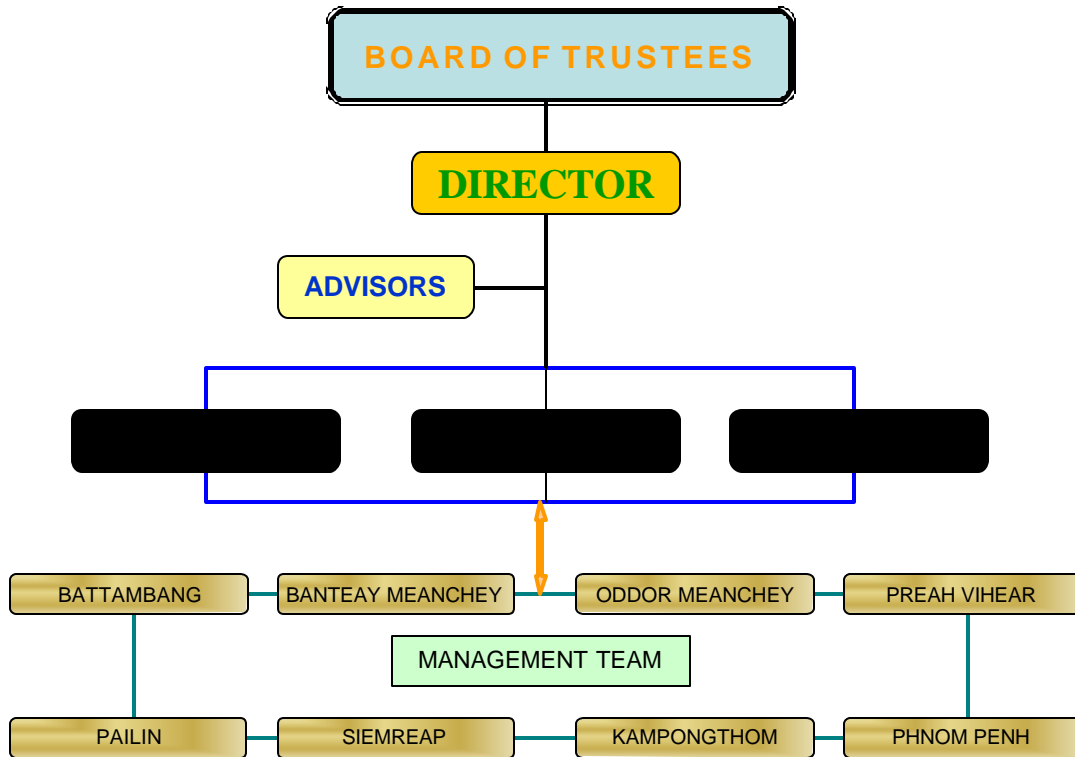 BOARD OF TRUSTEES
DIRECTOR
ADVISORS
BATTAMBANG
BANTEAY MEANCHEY
ODDOR MEANCHEY
PREAH VIHEAR
MANAGEMENT TEAM
PAILIN
SIEMREAP
KAMPONGTHOM
PHNOM PENH